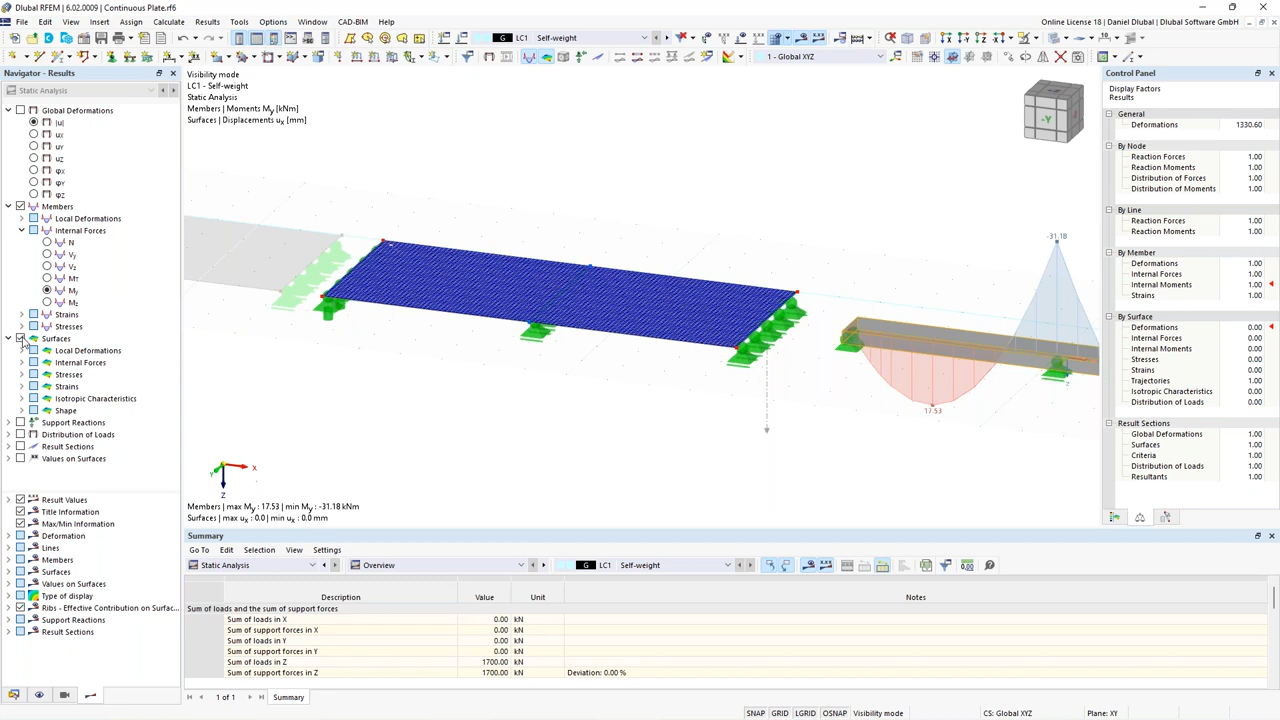 Dlubal RFEM | 6.02.0009 | Continuous Plate.rf6
File Edit View Insert Assign Calculate Results Tools Options Window CAD-BIM Help
Online License 18 | Daniel Dlubal | Dlubal Software GmbH
G LC1 Self-weight
1 - Global XYZ
Navigator - Results
Static Analysis
Global Deformations
|u|
uX
uY
uZ
φX
φY
φZ
Members
Local Deformations
Internal Forces
N
Vy
Vz
MT
My
Mz
Strains
Stresses
Surfaces
Local Deformations
Internal Forces
Stresses
Strains
Isotropic Characteristics
Shape
Support Reactions
Distribution of Loads
Result Sections
Values on Surfaces
Result Values
Title Information
Max/Min Information
Deformation
Lines
Members
Surfaces
Values on Surfaces
Type of display
Ribs - Effective Contribution on Surfac...
Support Reactions
Result Sections
Visibility mode
LC1 - Self-weight
Static Analysis
Members | Moments My [kNm]
Surfaces | Displacements ux [mm]
-Y
-31.18
17.53
z
X
Y
Z
Members | max My : 17.53 | min My : -31.18 kNm
Surfaces | max ux : 0.0 | min ux : 0.0 mm
Control Panel
Display Factors
Results
General
Deformations 1330.60
By Node
Reaction Forces 1.00
Reaction Moments 1.00
Distribution of Forces 1.00
Distribution of Moments 1.00
By Line
Reaction Forces 1.00
Reaction Moments 1.00
By Member
Deformations 1.00
Internal Forces 1.00
Internal Moments 1.00
Strains 1.00
By Surface
Deformations 0.00
Internal Forces 0.00
Internal Moments 0.00
Stresses 0.00
Strains 0.00
Trajectories 1.00
Isotropic Characteristics 0.00
Distribution of Loads 0.00
Result Sections
Global Deformations 1.00
Surfaces 1.00
Criteria 1.00
Distribution of Loads 1.00
Resultants 1.00
Summary
Go To Edit Selection View Settings
Static Analysis Overview G LC1 Self-weight
Description Value Unit Notes
Sum of loads and the sum of support forces
Sum of loads in X 0.00 kN
Sum of support forces in X 0.00 kN
Sum of loads in Y 0.00 kN
Sum of support forces in Y 0.00 kN
Sum of loads in Z 1700.00 kN
Sum of support forces in Z 1700.00 kN Deviation: 0.00 %
1 of 1 Summary
SNAP GRID LGRID OSNAP Visibility mode CS: Global XYZ Plane: XY